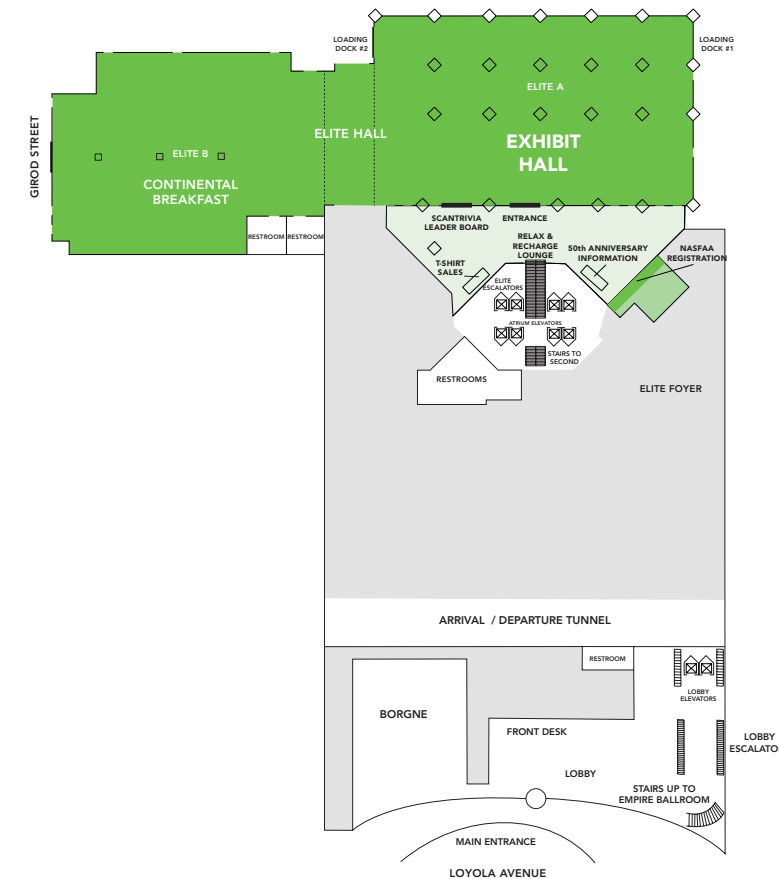 LOADING
DOCK #2
LOADING
DOCK #1
ELITE A
GIROD STREET
ELITE HALL
EXHIBIT
HALL
ELITE B
CONTINENTAL
BREAKFAST
RESTROOM
RESTROOM
SCANTRIVIA
LEADER BOARD
ENTRANCE
RELAX &
RECHARGE
LOUNGE
50th ANNIVERSARY
INFORMATION
NASFAA
REGISTRATION
T-SHIRT
SALES
ELITE
ESCALATORS
ATRIUM ELEVATORS
STAIRS TO
SECOND
RESTROOMS
ELITE FOYER
ARRIVAL / DEPARTURE TUNNEL
RESTROOM
LOBBY
ELEVATORS
BORGNE
FRONT DESK
LOBBY
ESCALATO
LOBBY
STAIRS UP TO
EMPIRE BALLROOM
MAIN ENTRANCE
LOYOLA AVENUE